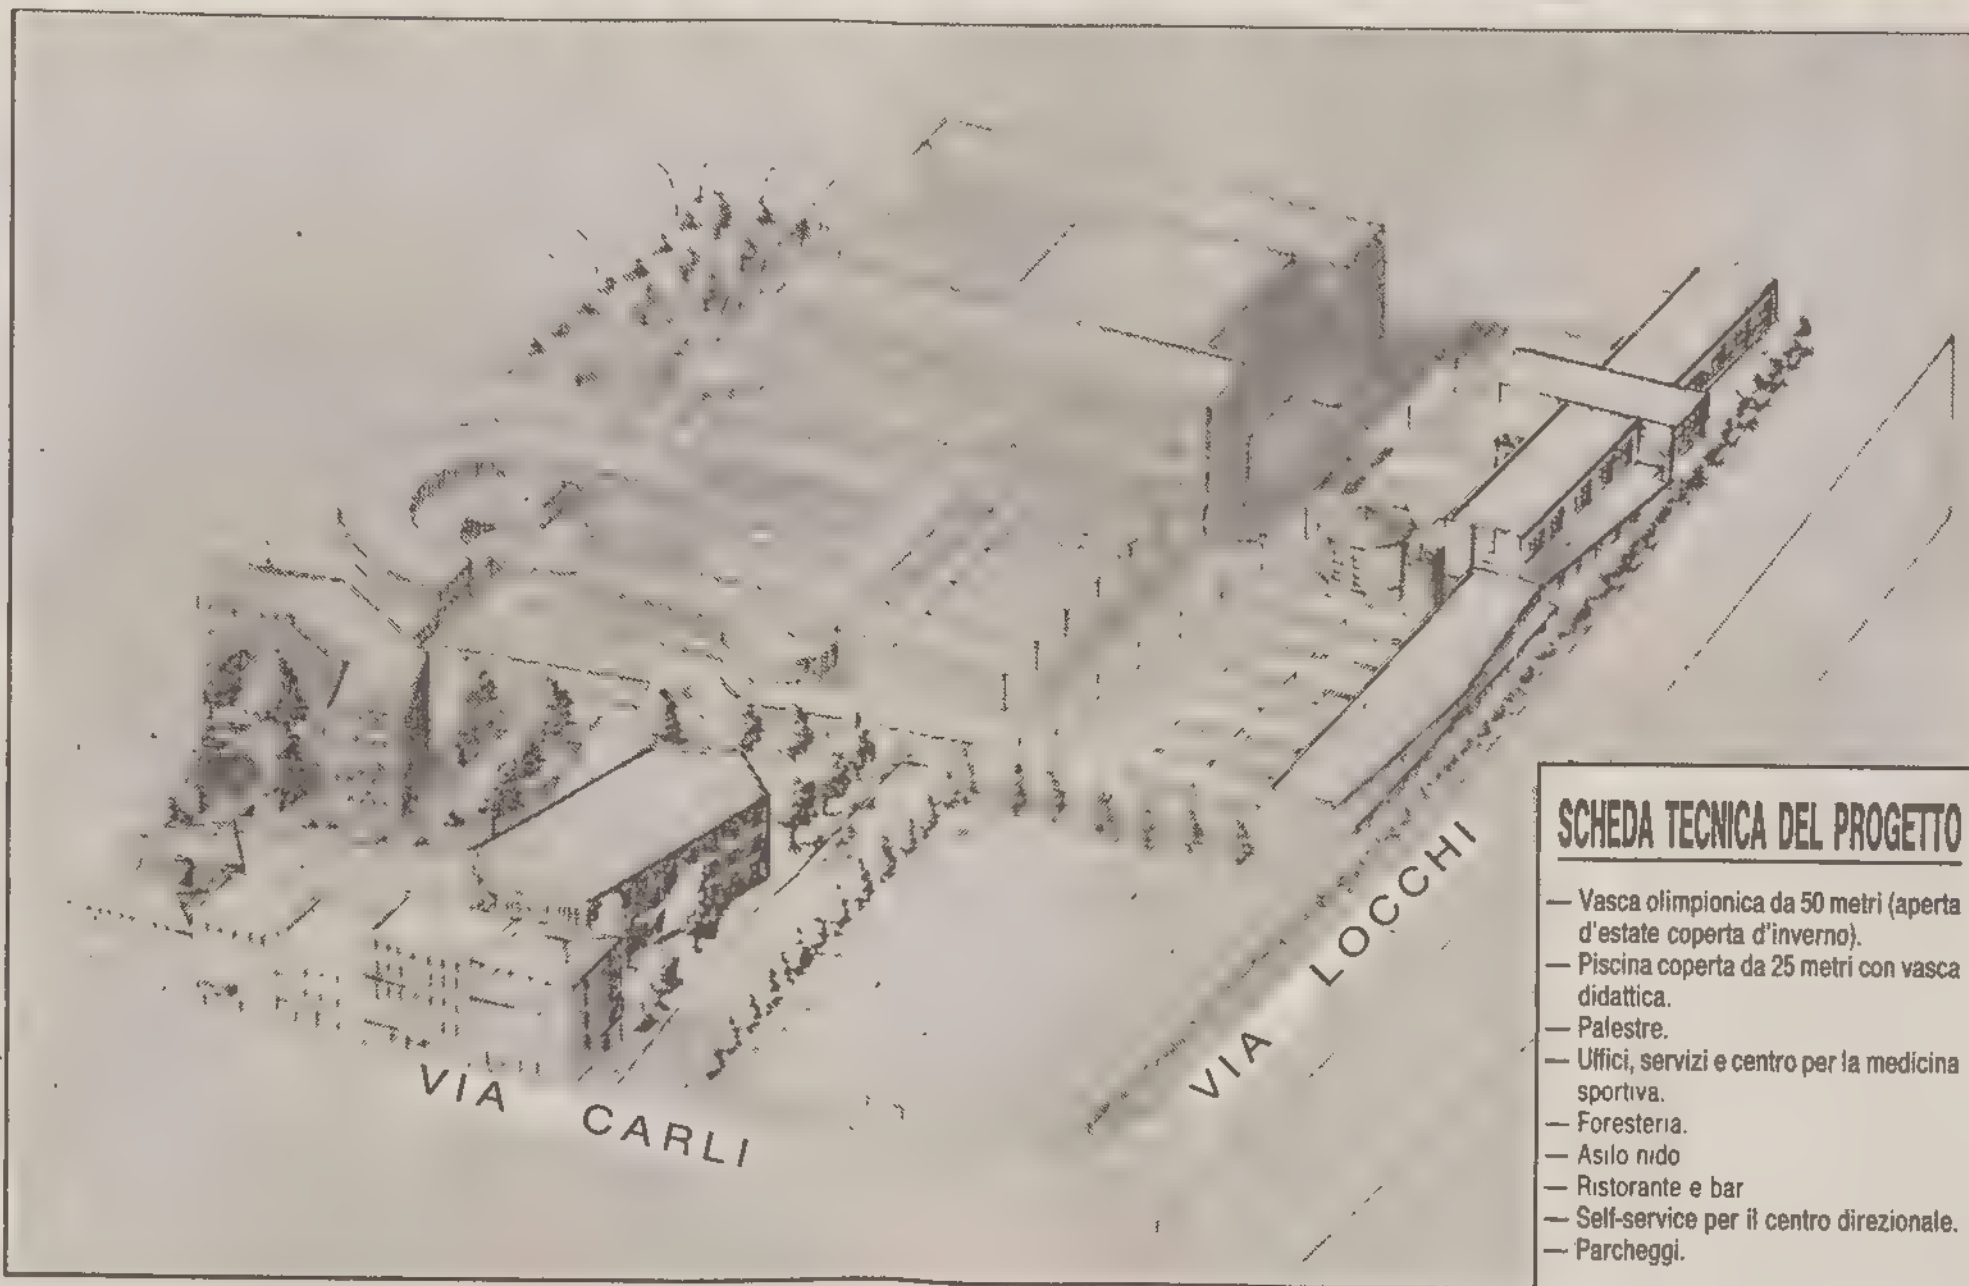 VIA CARLI
VIA LOCCHI
SCHEDA TECNICA DEL PROGETTO
— Vasca olimpionica da 50 metri (aperta
d'estate coperta d'inverno).
— Piscina coperta da 25 metri con vasca
didattica.
— Palestre.
— Uffici, servizi e centro per la medicina
sportiva.
— Foresteria.
— Asilo nido
— Ristorante e bar
— Self-service per il centro direzionale.
— Parcheggi.